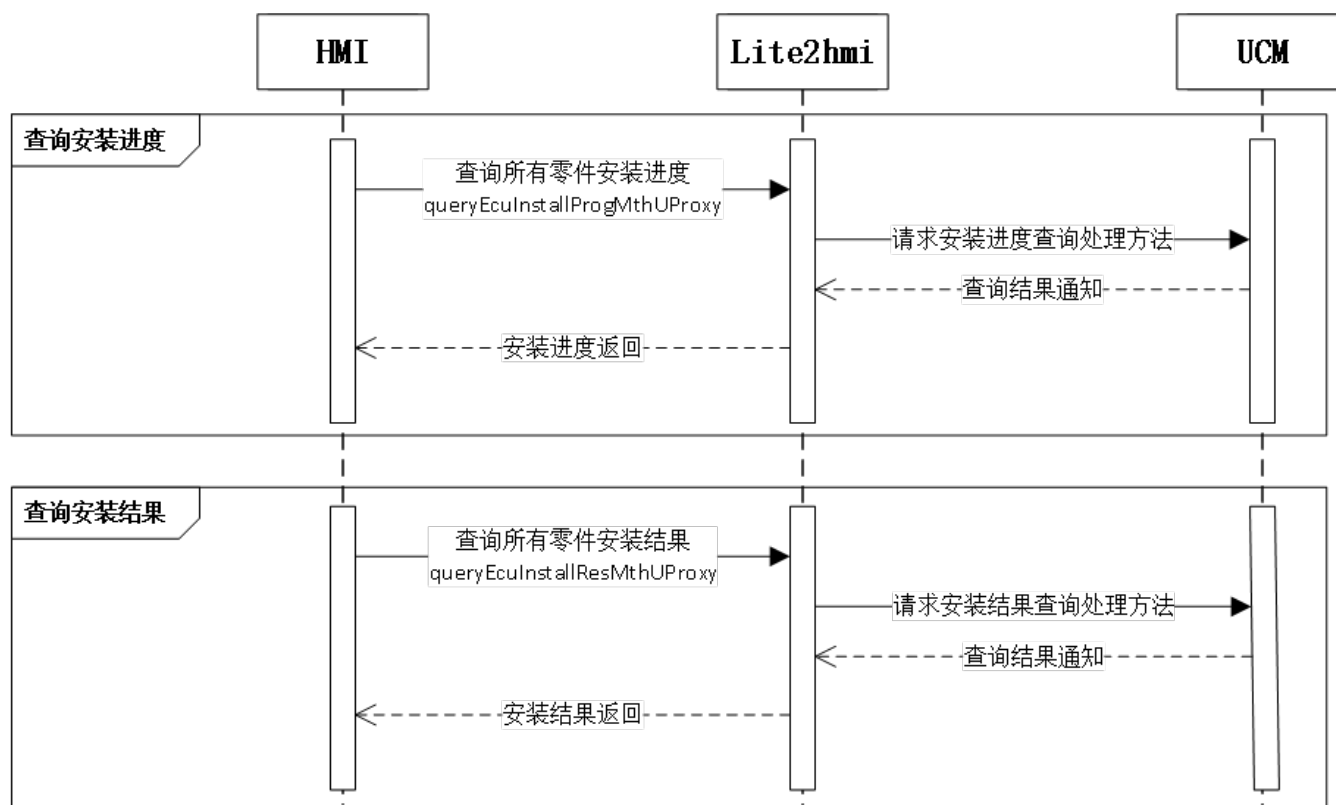 HMI
Lite2hmi
UCM
查询安装进度
查询所有零件安装进度
queryEcuInstallProgMthUProxy
请求安装进度查询处理方法
查询结果通知
安装进度返回
查询安装结果
查询所有零件安装结果
queryEcuInstallResMthUProxy
请求安装结果查询处理方法
查询结果通知
安装结果返回